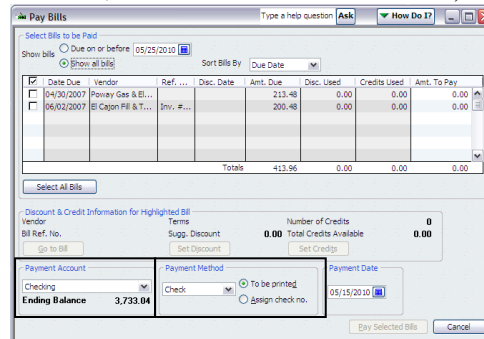 Pay Bills Type a help question Ask How Do I?
Select Bills to be Paid
Show bills Due on or before 05/25/2010
Show all bills Sort Bills By Due Date
Date Due Vendor Ref. ... Disc. Date Amt. Due Disc. Used Credits Used Amt. To Pay
04/30/2007 Poway Gas & El... 213.48 0.00 0.00 0.00
06/02/2007 El Cajon Fill & T... Inv. #... 200.48 0.00 0.00 0.00
Totals 413.96 0.00 0.00 0.00
Select All Bills
Discount & Credit Information for Highlighted Bill
Vendor Terms Number of Credits 0
Bill Ref. No. Sugg. Discount 0.00 Total Credits Available 0.00
Go to Bill Set Discount Set Credits
Payment Account Payment Method Payment Date
Checking Check To be printed 05/15/2010
Ending Balance 3,733.04 Assign check no.
Pay Selected Bills Cancel